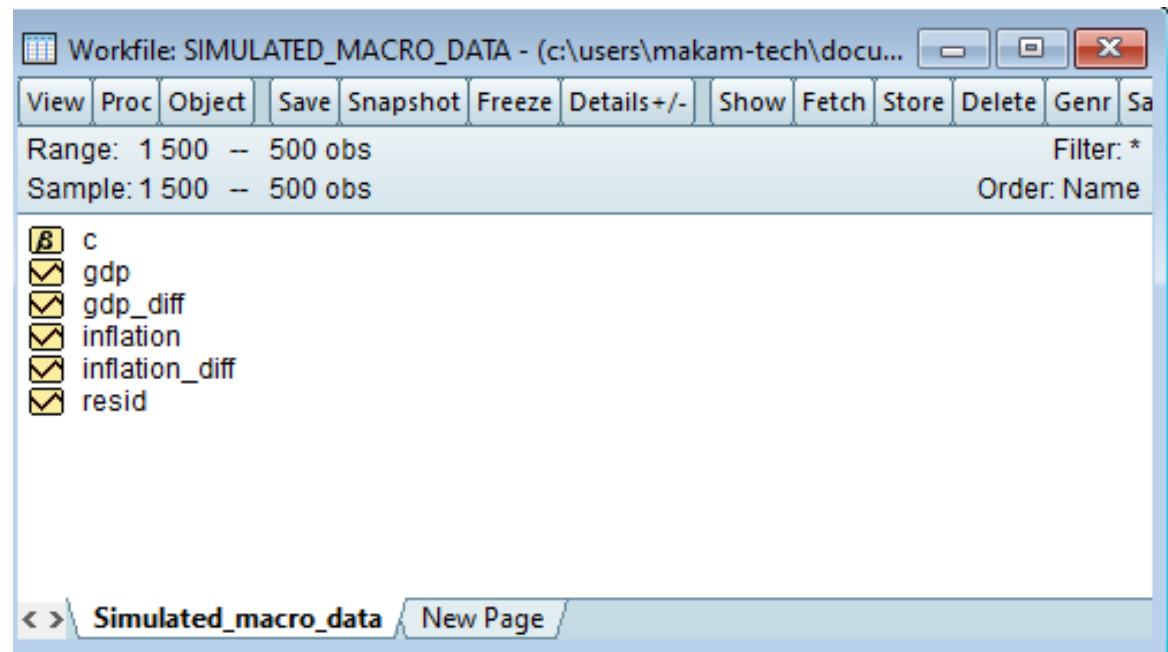 Workfile: SIMULATED_MACRO_DATA - (c:\users\makam-tech\docu...
View Proc Object Save Snapshot Freeze Details+/- Show Fetch Store Delete Genr Sa
Range: 1 500 -- 500 obs Filter: *
Sample: 1 500 -- 500 obs Order: Name
β c
gdp
gdp_diff
inflation
inflation_diff
resid
< > Simulated_macro_data New Page